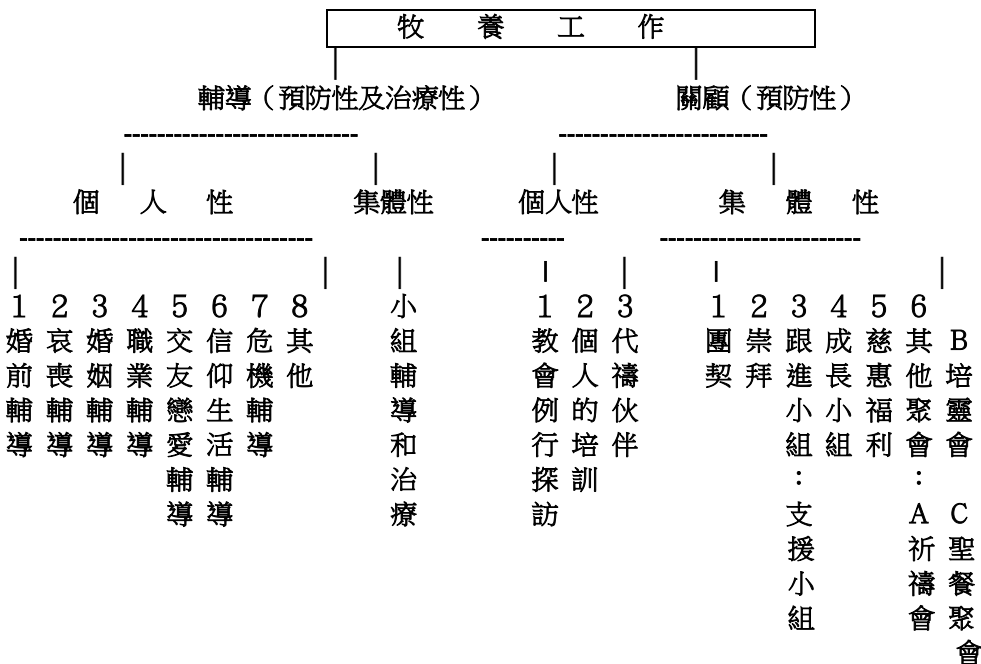 牧養工作
輔導（預防性及治療性）
關顧（預防性）
個人性
集體性
個人性
集體性
1婚前輔導
2哀喪輔導
3婚姻輔導
4職業輔導
5交友戀愛輔導
6信仰生活輔導
7危機輔導
8其他
小組輔導和治療
1教會例行探訪
2個人的培訓
3代禱伙伴
1團契
2崇拜
3跟進小組：支援小組
4成長小組
5慈惠福利
6其他聚會：A祈禱會
B培靈會 C聖餐聚會